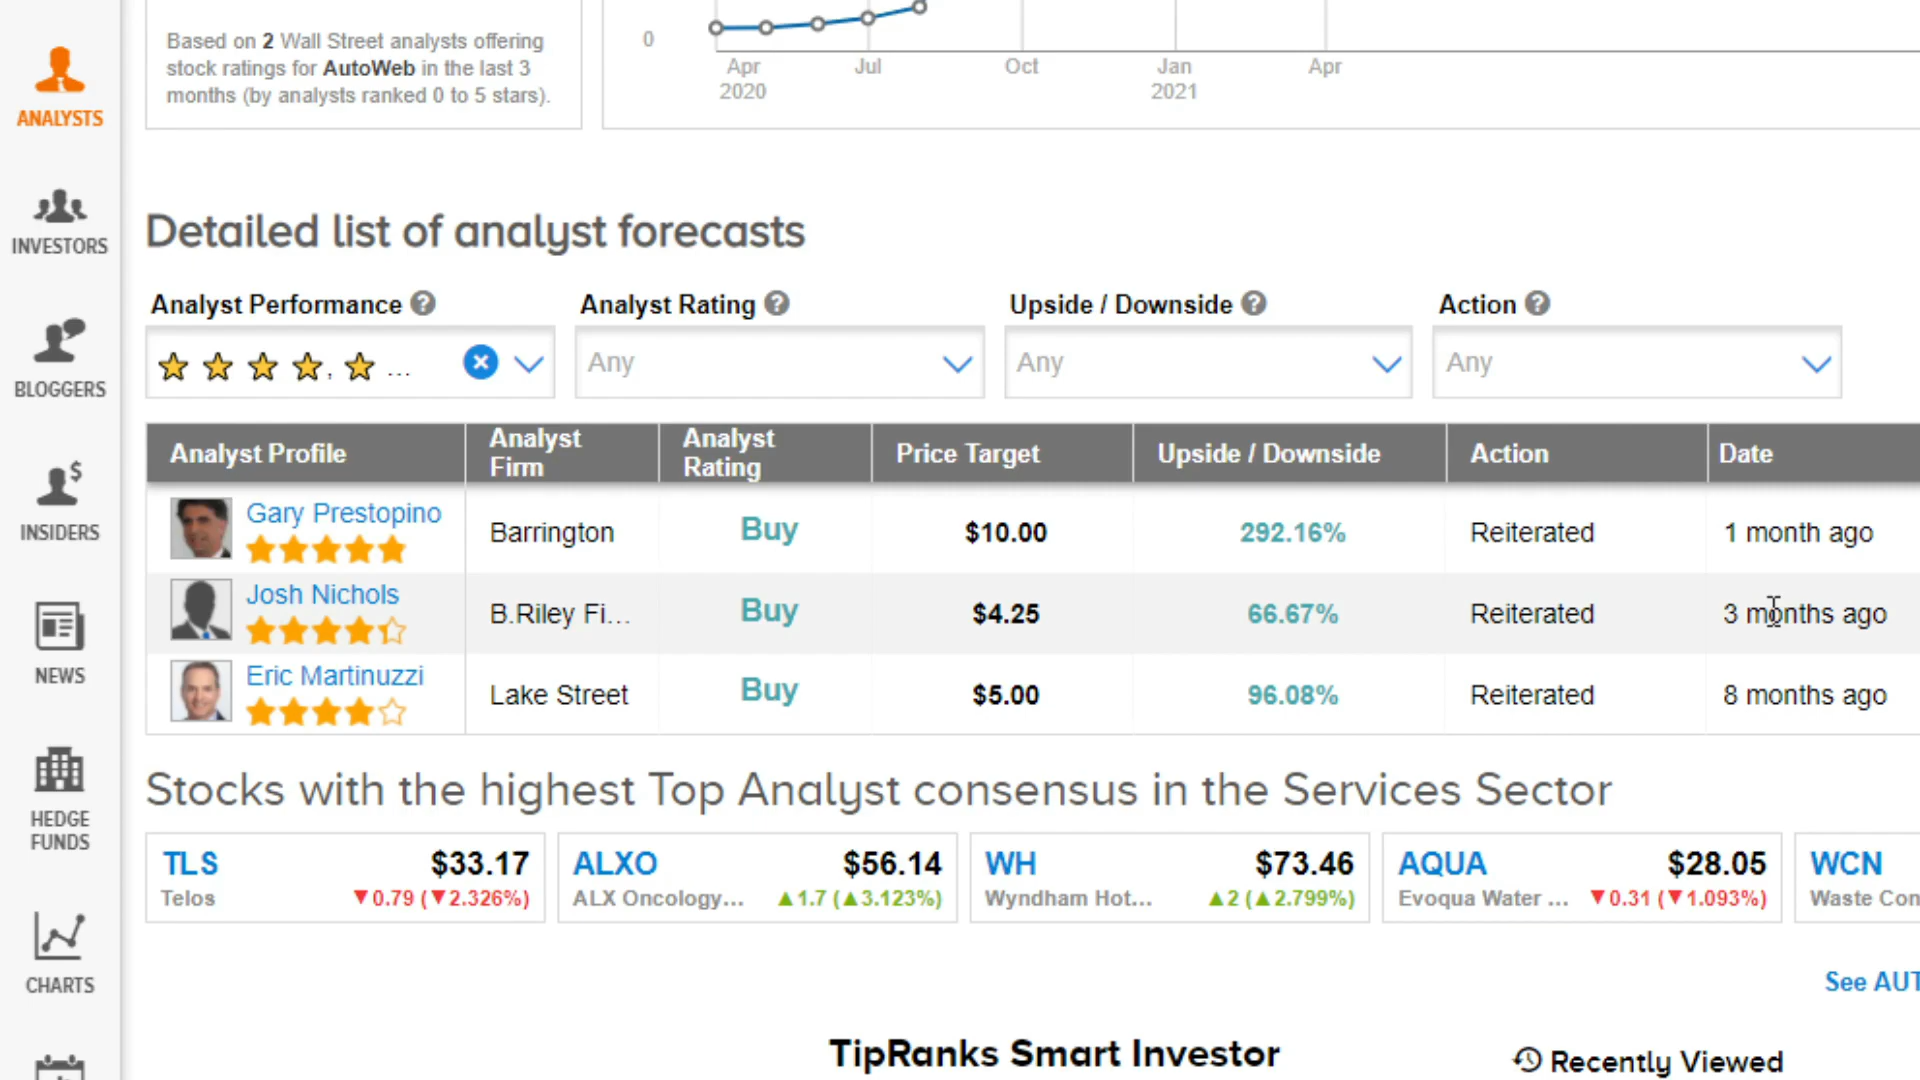 Based on 2 Wall Street analysts offering
stock ratings for AutoWeb in the last 3
months (by analysts ranked 0 to 5 stars).
0
Apr Jul Oct Jan Apr
2020 2021
ANALYSTS
INVESTORS
BLOGGERS
INSIDERS
NEWS
HEDGE
FUNDS
CHARTS
Detailed list of analyst forecasts
Analyst Performance ? Analyst Rating ? Upside / Downside ? Action ?
, ... Any Any Any
Analyst Profile Analyst Firm Analyst Rating Price Target Upside / Downside Action Date
Gary Prestopino Barrington Buy $10.00 292.16% Reiterated 1 month ago
Josh Nichols B.Riley Fi... Buy $4.25 66.67% Reiterated 3 months ago
Eric Martinuzzi Lake Street Buy $5.00 96.08% Reiterated 8 months ago
Stocks with the highest Top Analyst consensus in the Services Sector
TLS $33.17 ALXO $56.14 WH $73.46 AQUA $28.05 WCN
Telos ▼0.79 (▼2.326%) ALX Oncology... ▲1.7 (▲3.123%) Wyndham Hot... ▲2 (▲2.799%) Evoqua Water ... ▼0.31 (▼1.093%) Waste Con
See AUT
TipRanks Smart Investor
Recently Viewed